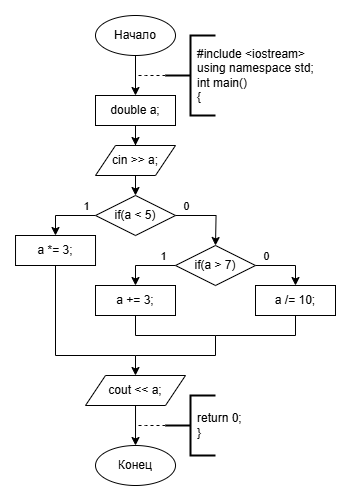 Начало
#include <iostream>
using namespace std;
int main()
{
double a;
cin >> a;
if(a < 5)
1
0
a *= 3;
if(a > 7)
1
0
a += 3;
a /= 10;
cout << a;
return 0;
}
Конец